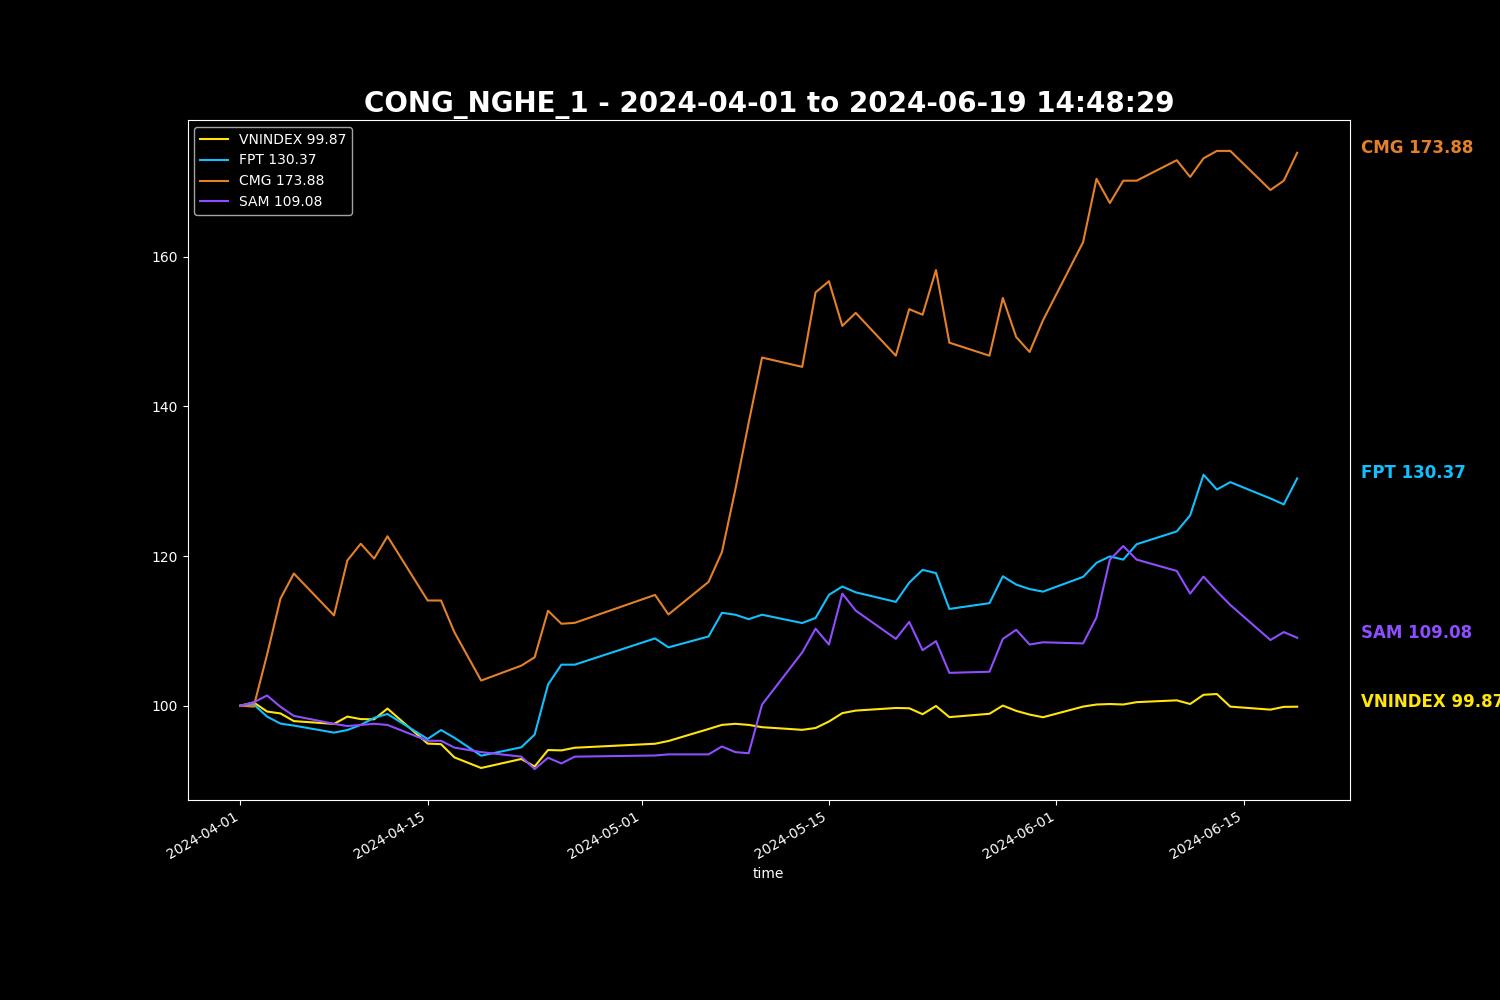 CONG_NGHE_1 - 2024-04-01 to 2024-06-19 14:48:29
VNINDEX 99.87
FPT 130.37
CMG 173.88
SAM 109.08
CMG 173.88
FPT 130.37
SAM 109.08
VNINDEX 99.87
160
140
120
100
2024-04-01
2024-04-15
2024-05-01
2024-05-15
2024-06-01
2024-06-15
time